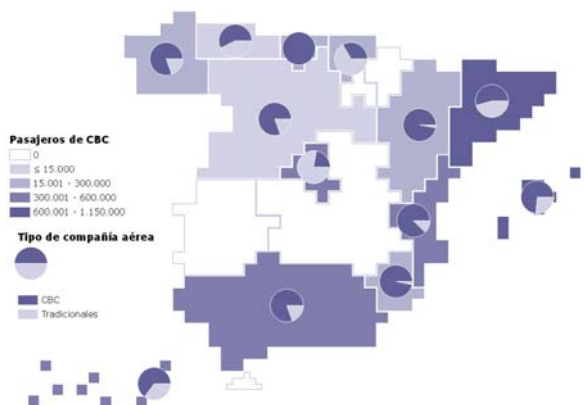 Pasajeros de CBC
0
≤ 15.000
15.001 - 300.000
300.001 - 600.000
600.001 - 1.150.000
Tipo de compañía aérea
CBC
Tradicionales